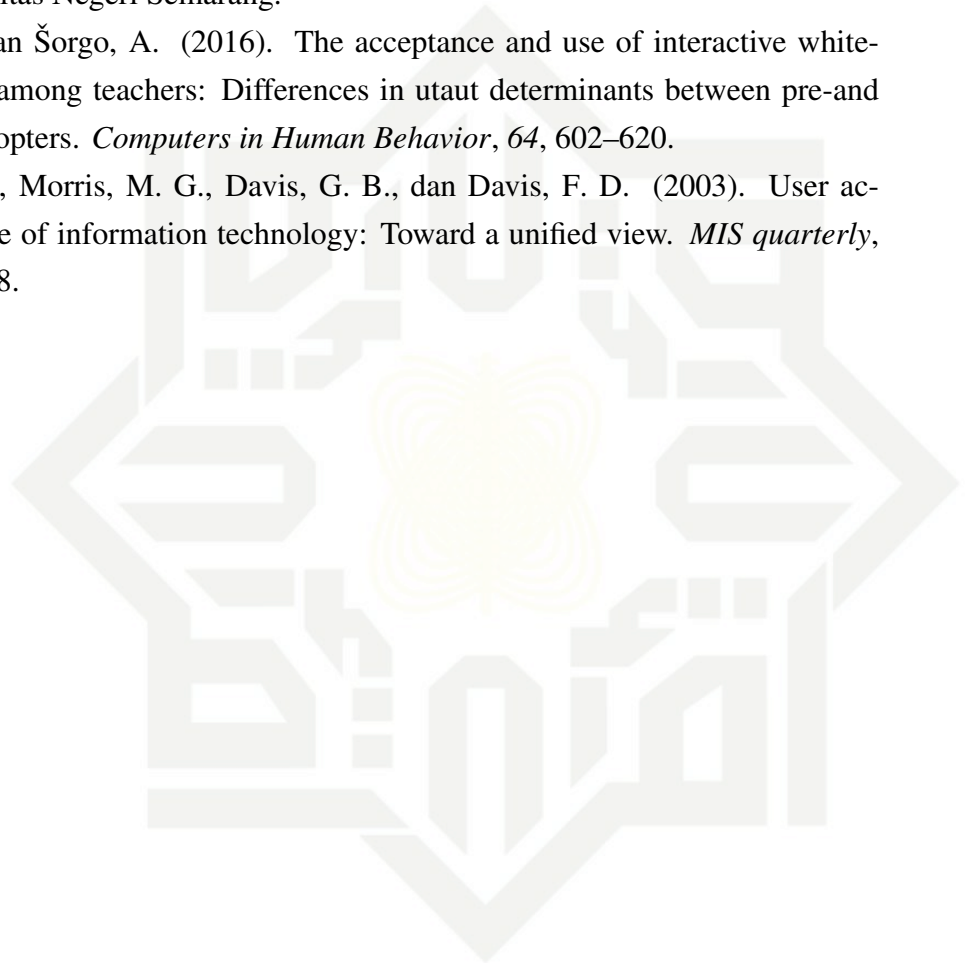 itas Negeri Semarang.
an Šorgo, A. (2016). The acceptance and use of interactive white-
among teachers: Differences in utaut determinants between pre-and
opters. Computers in Human Behavior, 64, 602–620.
, Morris, M. G., Davis, G. B., dan Davis, F. D. (2003). User ac-
e of information technology: Toward a unified view. MIS quarterly,
8.